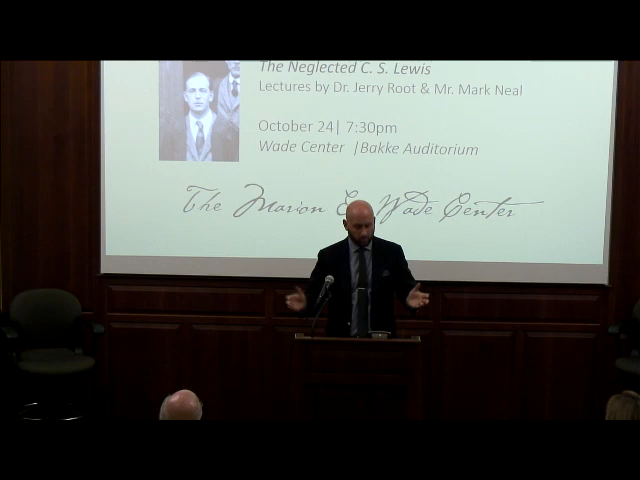 The Neglected C. S. Lewis
Lectures by Dr. Jerry Root & Mr. Mark Neal
October 24| 7:30pm
Wade Center |Bakke Auditorium
The Marion E. Wade Center